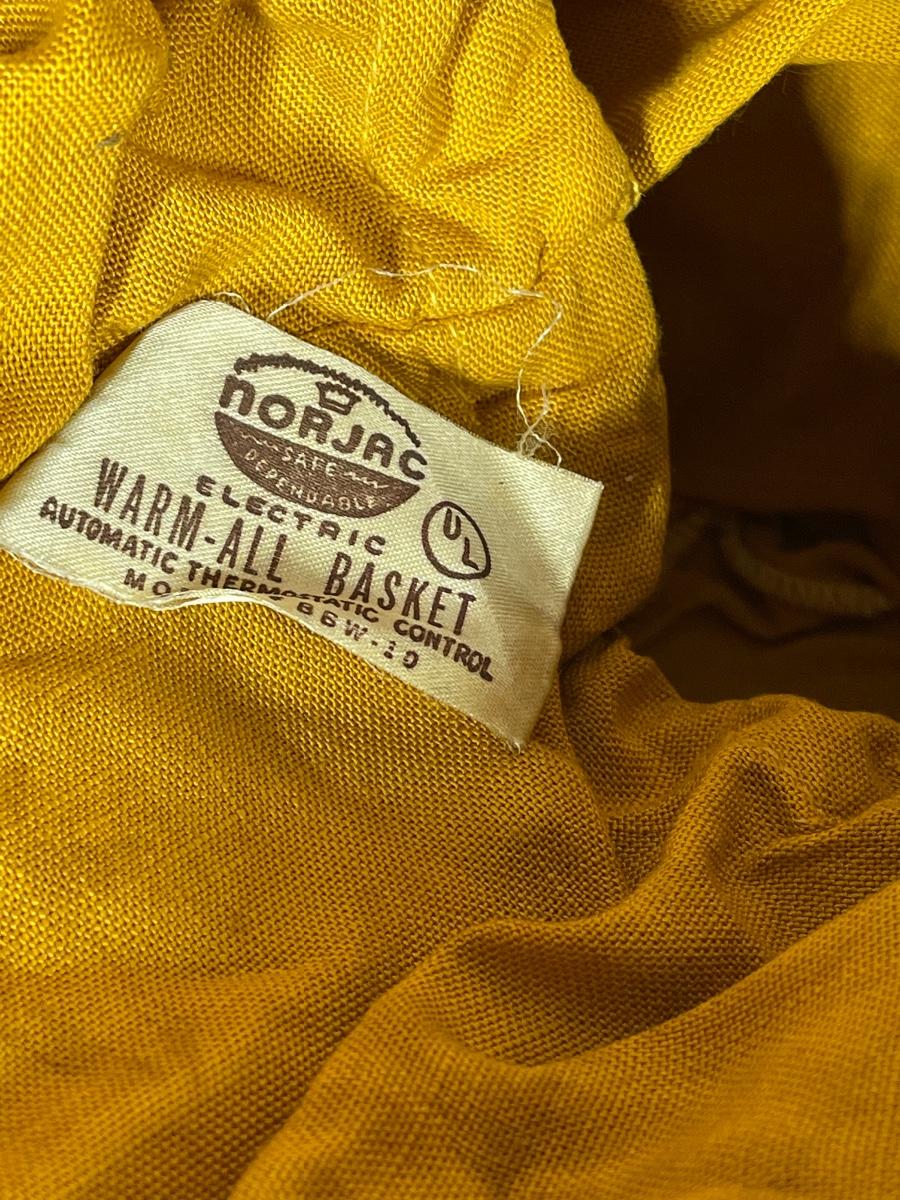 NORJAC
SAFE
DEPENDABLE
UL
ELECTRIC
WARM-ALL BASKET
AUTOMATIC THERMOSTATIC CONTROL